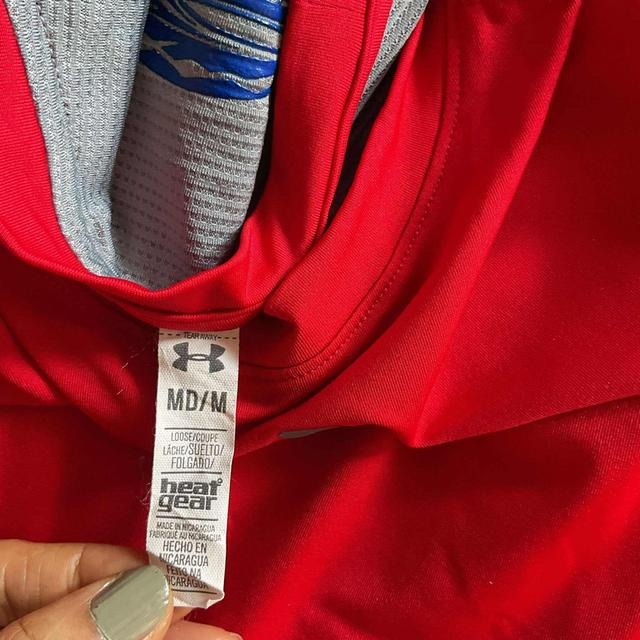 TEAR AWAY
MD/M
LOOSE/COUPE
LÂCHE/SUELTO/
FOLGADO/
heat
gear
MADE IN NICARAGUA
FABRIQUÉ AU NICARAGUA
HECHO EN
NICARAGUA
NA
NICARAGUA